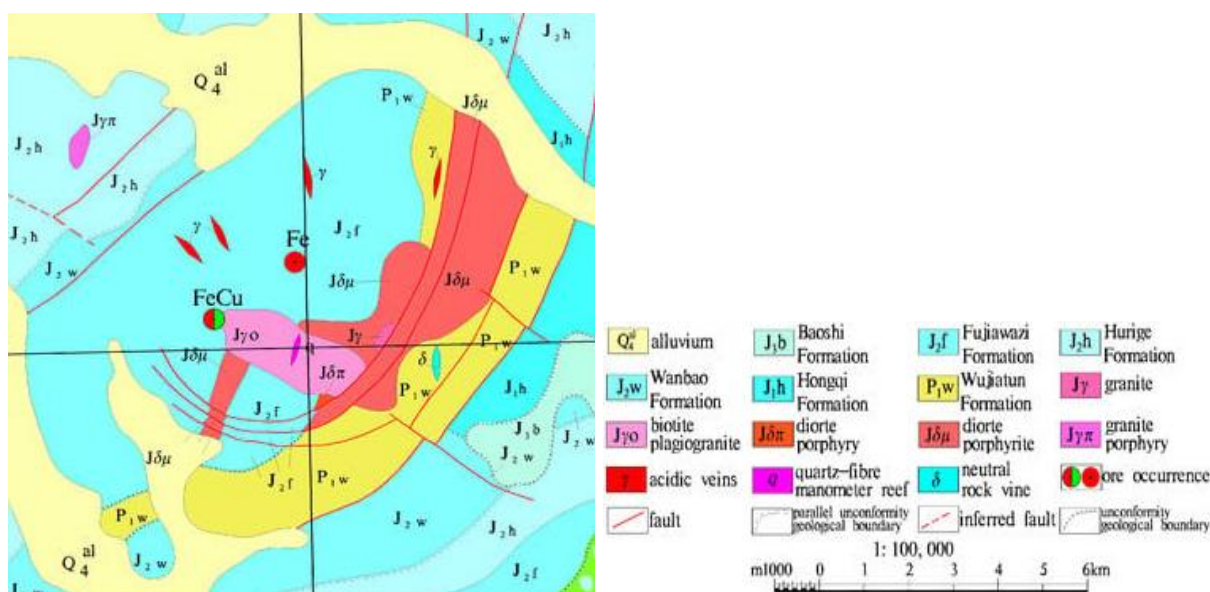 Q₄ᵃˡ
J₂w
J₂h
P₁w
Jδμ
Jγπ
J₂h
J₁h
J₂h
γ
γ
γ
J₂h
J₂f
J₂w
Fe
P₁w
Jδμ
Jδμ
FeCu
Jγo
Jγ
P₁w
q
Jδμ
δ
Jδπ
P₁w
J₁h
J₂f
J₃b
J₂w
J₂w
Jδμ
J₂f
P₁w
P₁w
J₂w
J₂h
Q₄ᵃˡ
J₂w
J₂f
Q₄ᵃˡ alluvium
J₃b Baoshi
Formation
J₂f Fujiawazi
Formation
J₂h Hurige
Formation
J₂w Wanbao
Formation
J₁h Hongqi
Formation
P₁w Wujiatun
Formation
Jγ granite
Jγo biotite
plagiogranite
Jδπ diorte
porphyry
Jδμ diorte
porphyrite
Jγπ granite
porphyry
γ acidic veins
q quartz-fibre
manometer reef
δ neutral
rock vine
ore occurrence
fault
parallel unconformity
geological boundary
inferred fault
unconformity
geological boundary
1: 100, 000
m1000 0 1 2 3 4 5 6km